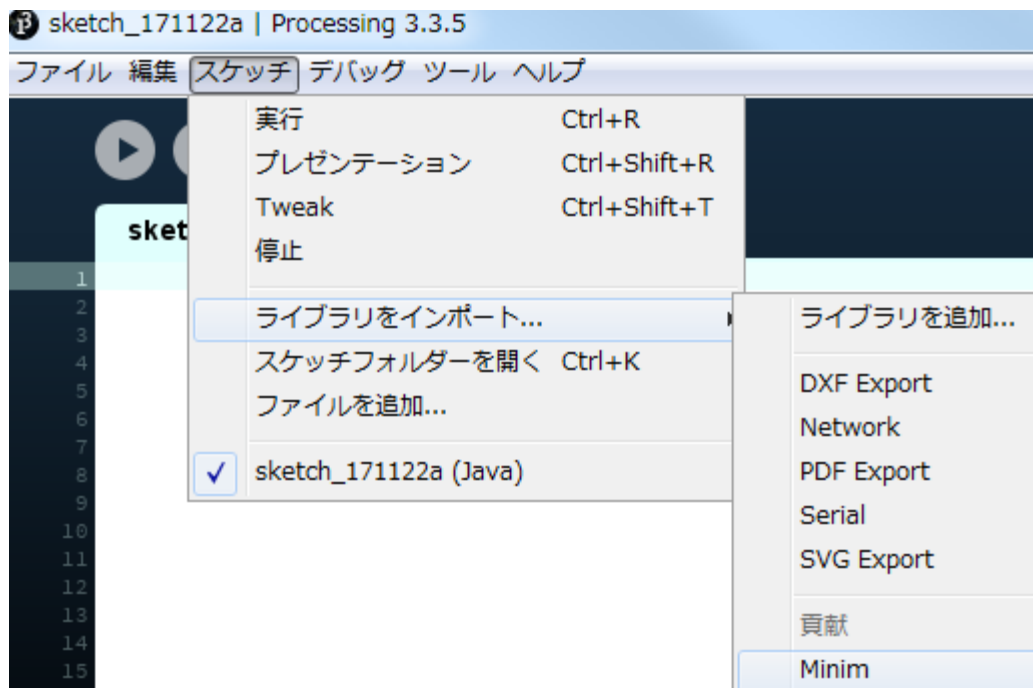 sketch_171122a | Processing 3.3.5
ファイル 編集 スケッチ デバッグ ツール ヘルプ
実行 Ctrl+R
プレゼンテーション Ctrl+Shift+R
Tweak Ctrl+Shift+T
停止
sket
ライブラリをインポート...
スケッチフォルダーを開く Ctrl+K
ファイルを追加...
sketch_171122a (Java)
ライブラリを追加...
DXF Export
Network
PDF Export
Serial
SVG Export
貢献
Minim
1
2
3
4
5
6
7
8
9
10
11
12
13
14
15